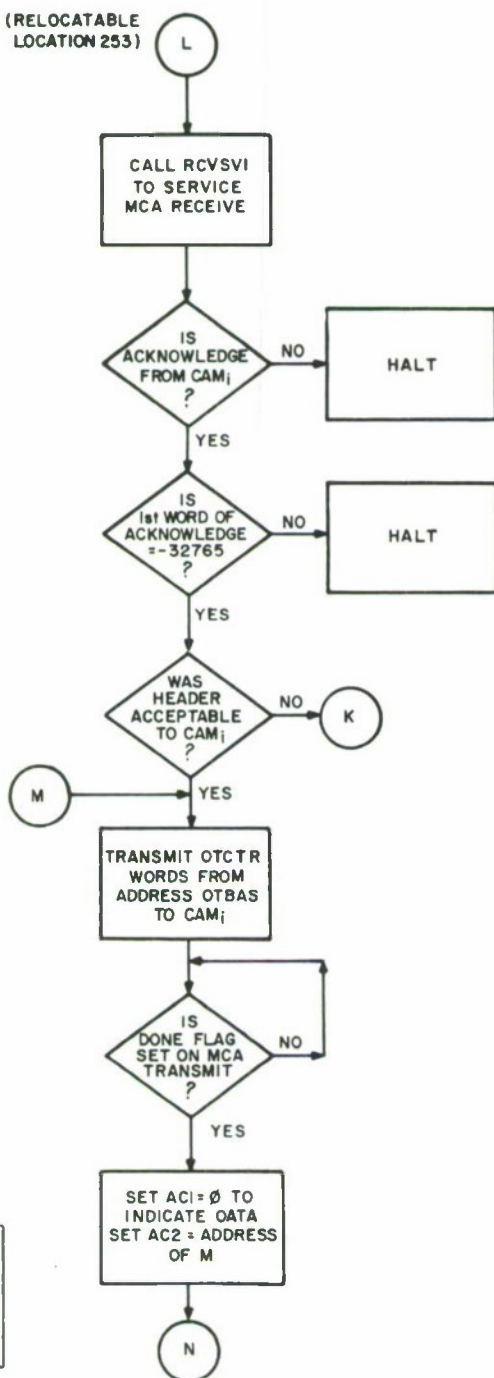 (RELOCATABLE
LOCATION 253)
L
CALL RCVSVI
TO SERVICE
MCA RECEIVE
IS
ACKNOWLEDGE
FROM CAMi
?
NO
HALT
YES
IS
1st WORD OF
ACKNOWLEDGE
=-32765
?
NO
HALT
YES
WAS
HEADER
ACCEPTABLE
TO CAMi
?
NO
K
M
YES
TRANSMIT OTCTR
WORDS FROM
ADDRESS OTBAS
TO CAMi
IS
DONE FLAG
SET ON MCA
TRANSMIT
?
NO
YES
SET AC1=Ø TO
INDICATE DATA
SET AC2=ADDRESS
OF M
N